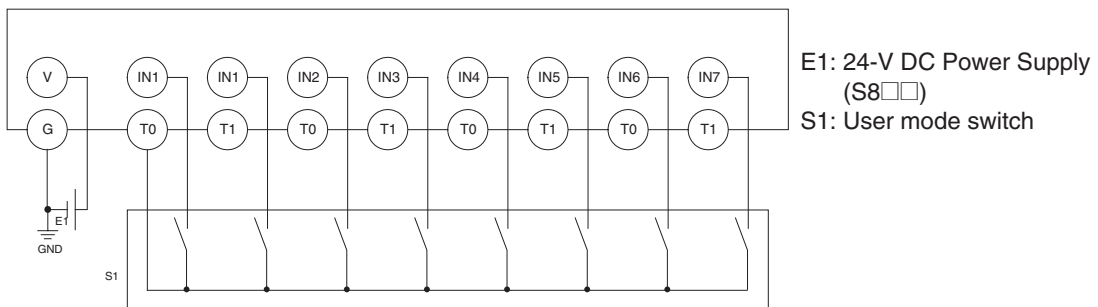 V IN1 IN1 IN2 IN3 IN4 IN5 IN6 IN7
G T0 T1 T0 T1 T0 T1 T0 T1
E1
GND
S1
E1: 24-V DC Power Supply
(S8□□)
S1: User mode switch